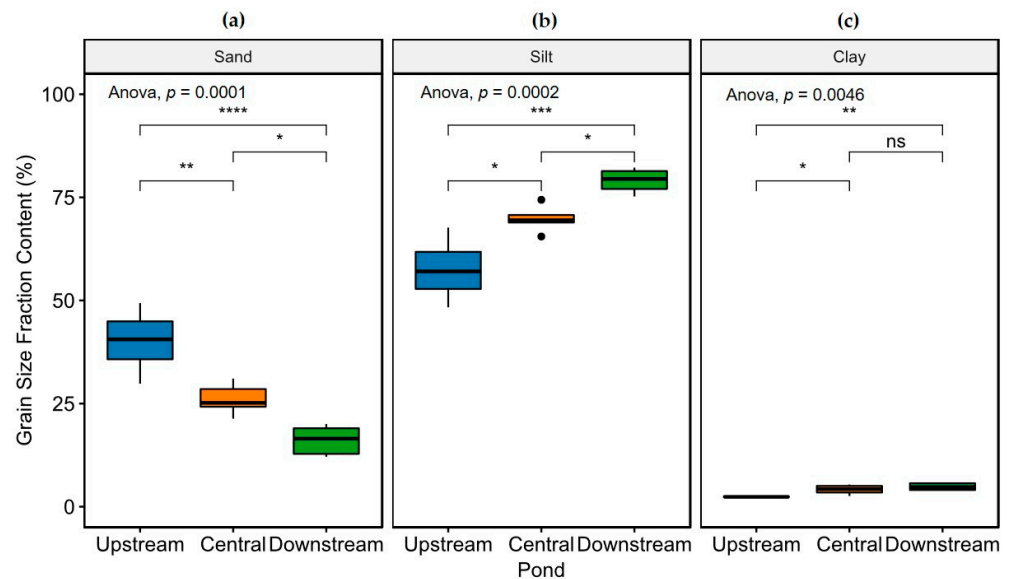 (a) (b) (c)
Sand Silt Clay
Anova, p = 0.0001 Anova, p = 0.0002 Anova, p = 0.0046
**** *** **
* * ns
** * *
100
75
50
25
0
Grain Size Fraction Content (%)
Upstream Central Downstream Upstream Central Downstream Upstream Central Downstream
Pond